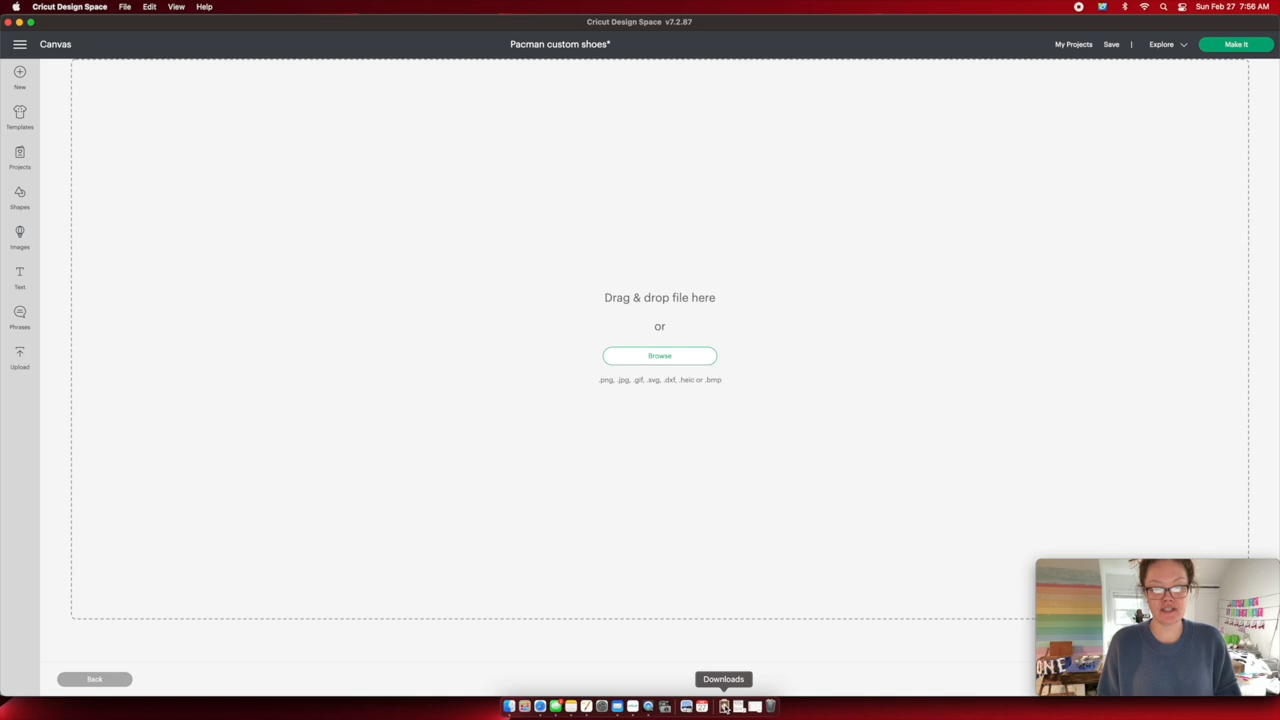 Cricut Design Space File Edit View Help Sun Feb 27 7:56 AM
Cricut Design Space v7.2.87
Canvas Pacman custom shoes* My Projects Save | Explore Make It
New
Templates
Projects
Shapes
Images
Text
Phrases
Upload
Drag & drop file here
or
Browse
.png, .jpg, .gif, .svg, .dxf, .heic or .bmp
Back
Downloads